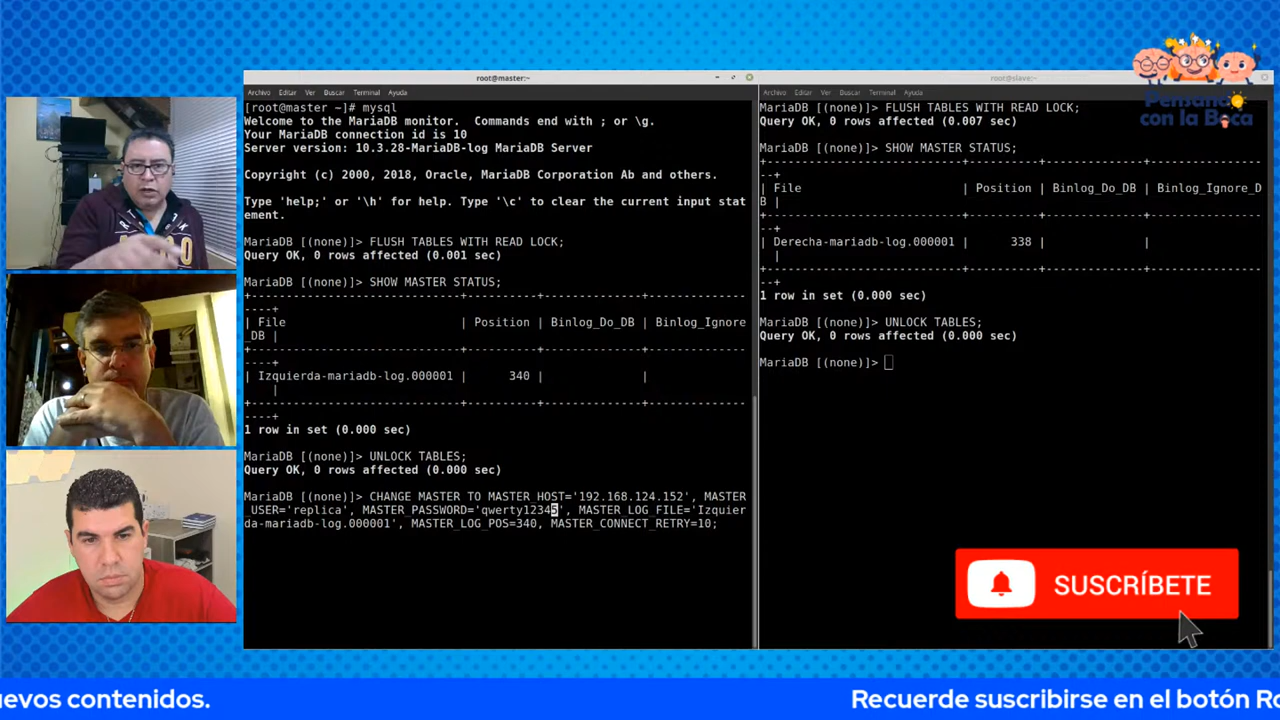 Pensando
con la Boca
root@master:~
Archivo Editar Ver Buscar Terminal Ayuda
[root@master ~]# mysql
Welcome to the MariaDB monitor.  Commands end with ; or \g.
Your MariaDB connection id is 10
Server version: 10.3.28-MariaDB-log MariaDB Server
Copyright (c) 2000, 2018, Oracle, MariaDB Corporation Ab and others.
Type 'help;' or '\h' for help. Type '\c' to clear the current input stat
ement.
MariaDB [(none)]> FLUSH TABLES WITH READ LOCK;
Query OK, 0 rows affected (0.001 sec)
MariaDB [(none)]> SHOW MASTER STATUS;
+--------------------------+----------+--------------+--------------
----+
| File                     | Position | Binlog_Do_DB | Binlog_Ignore
_DB |
+--------------------------+----------+--------------+--------------
----+
| Izquierda-mariadb-log.000001 |      340 |              |
    |
+--------------------------+----------+--------------+--------------
----+
1 row in set (0.000 sec)
MariaDB [(none)]> UNLOCK TABLES;
Query OK, 0 rows affected (0.000 sec)
MariaDB [(none)]> CHANGE MASTER TO MASTER_HOST='192.168.124.152', MASTER
_USER='replica', MASTER_PASSWORD='qwerty12345', MASTER_LOG_FILE='Izquier
da-mariadb-log.000001', MASTER_LOG_POS=340, MASTER_CONNECT_RETRY=10;
root@slave:~
Archivo Editar Ver Buscar Terminal Ayuda
MariaDB [(none)]> FLUSH TABLES WITH READ LOCK;
Query OK, 0 rows affected (0.007 sec)
MariaDB [(none)]> SHOW MASTER STATUS;
+----------------------------+----------+--------------+----------------
--+
| File                       | Position | Binlog_Do_DB | Binlog_Ignore_D
B |
+----------------------------+----------+--------------+----------------
--+
| Derecha-mariadb-log.000001 |      338 |              |
  |
+----------------------------+----------+--------------+----------------
--+
1 row in set (0.000 sec)
MariaDB [(none)]> UNLOCK TABLES;
Query OK, 0 rows affected (0.000 sec)
MariaDB [(none)]>
SUSCRÍBETE
uevos contenidos. Recuerde suscribirse en el botón Ro